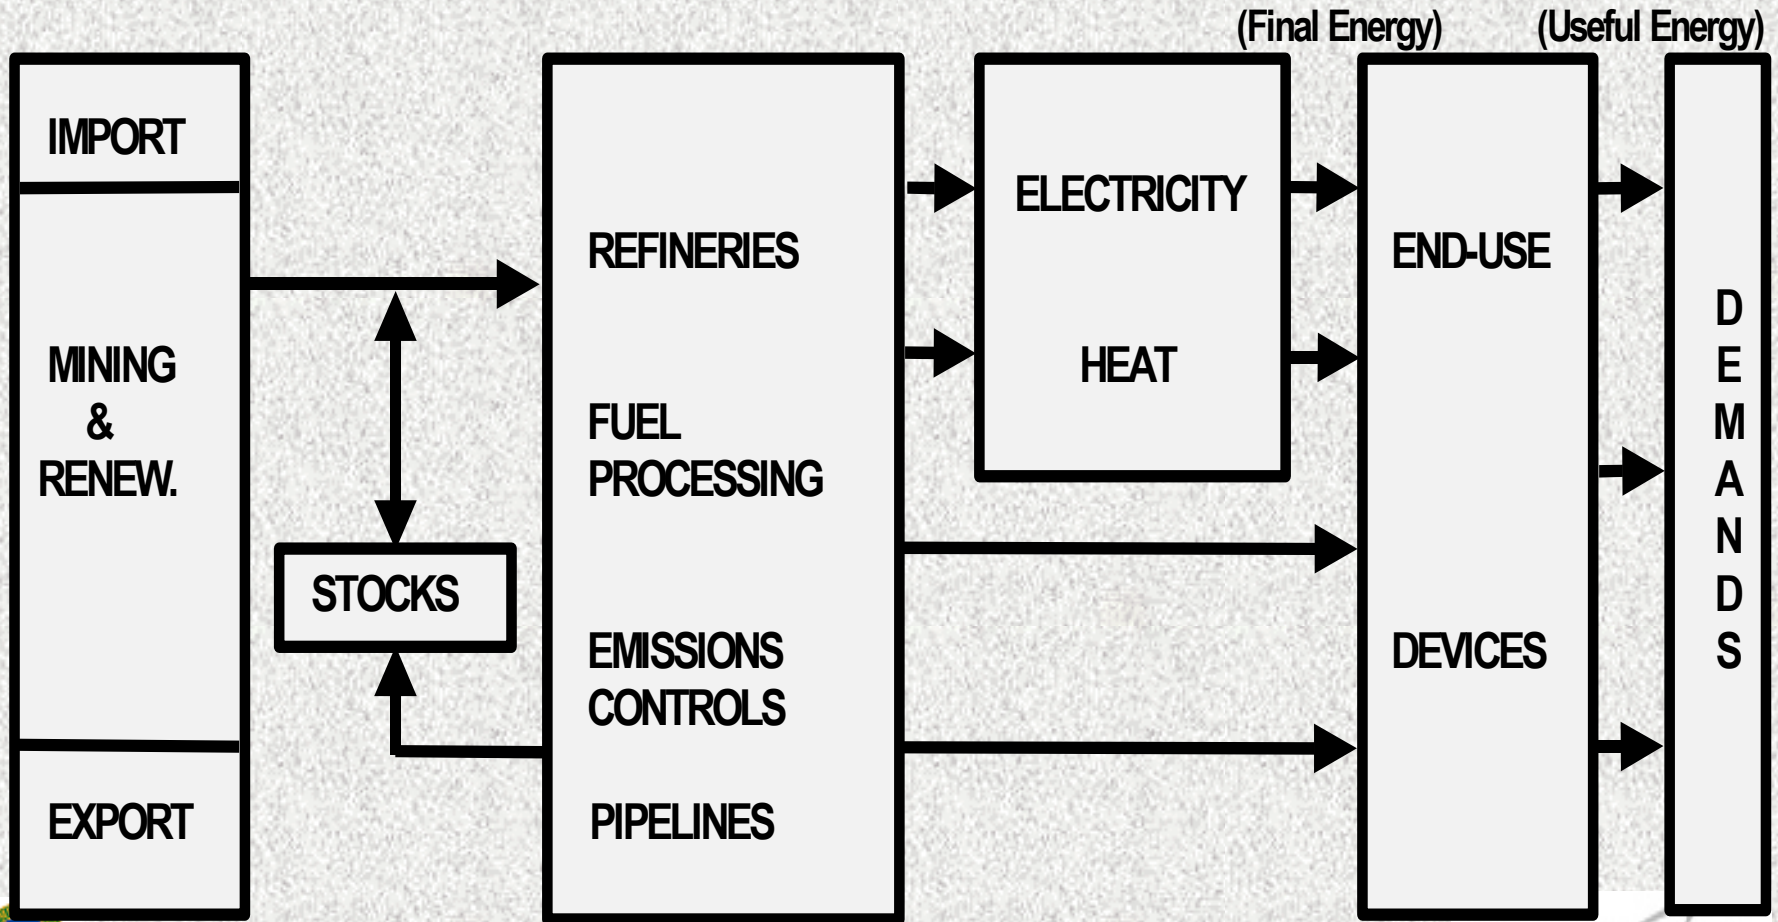 (Final Energy)
(Useful Energy)
IMPORT
MINING
&
RENEW.
EXPORT
STOCKS
REFINERIES
FUEL
PROCESSING
EMISSIONS
CONTROLS
PIPELINES
ELECTRICITY
HEAT
END-USE
DEVICES
D
E
M
A
N
D
S